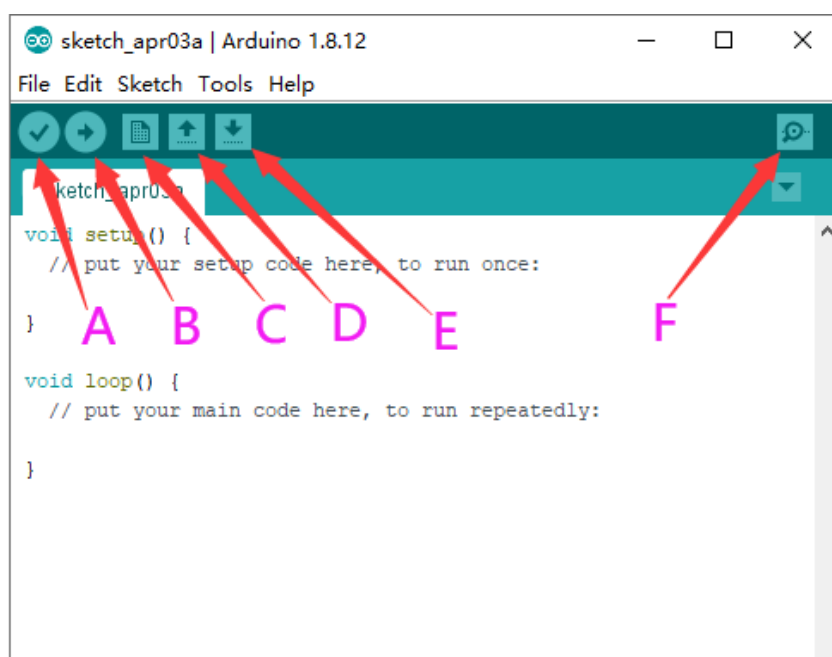 sketch_apr03a | Arduino 1.8.12
File Edit Sketch Tools Help
sketch_apr03a
void setup() {
// put your setup code here, to run once:
}
A B C D E F
void loop() {
// put your main code here, to run repeatedly:
}